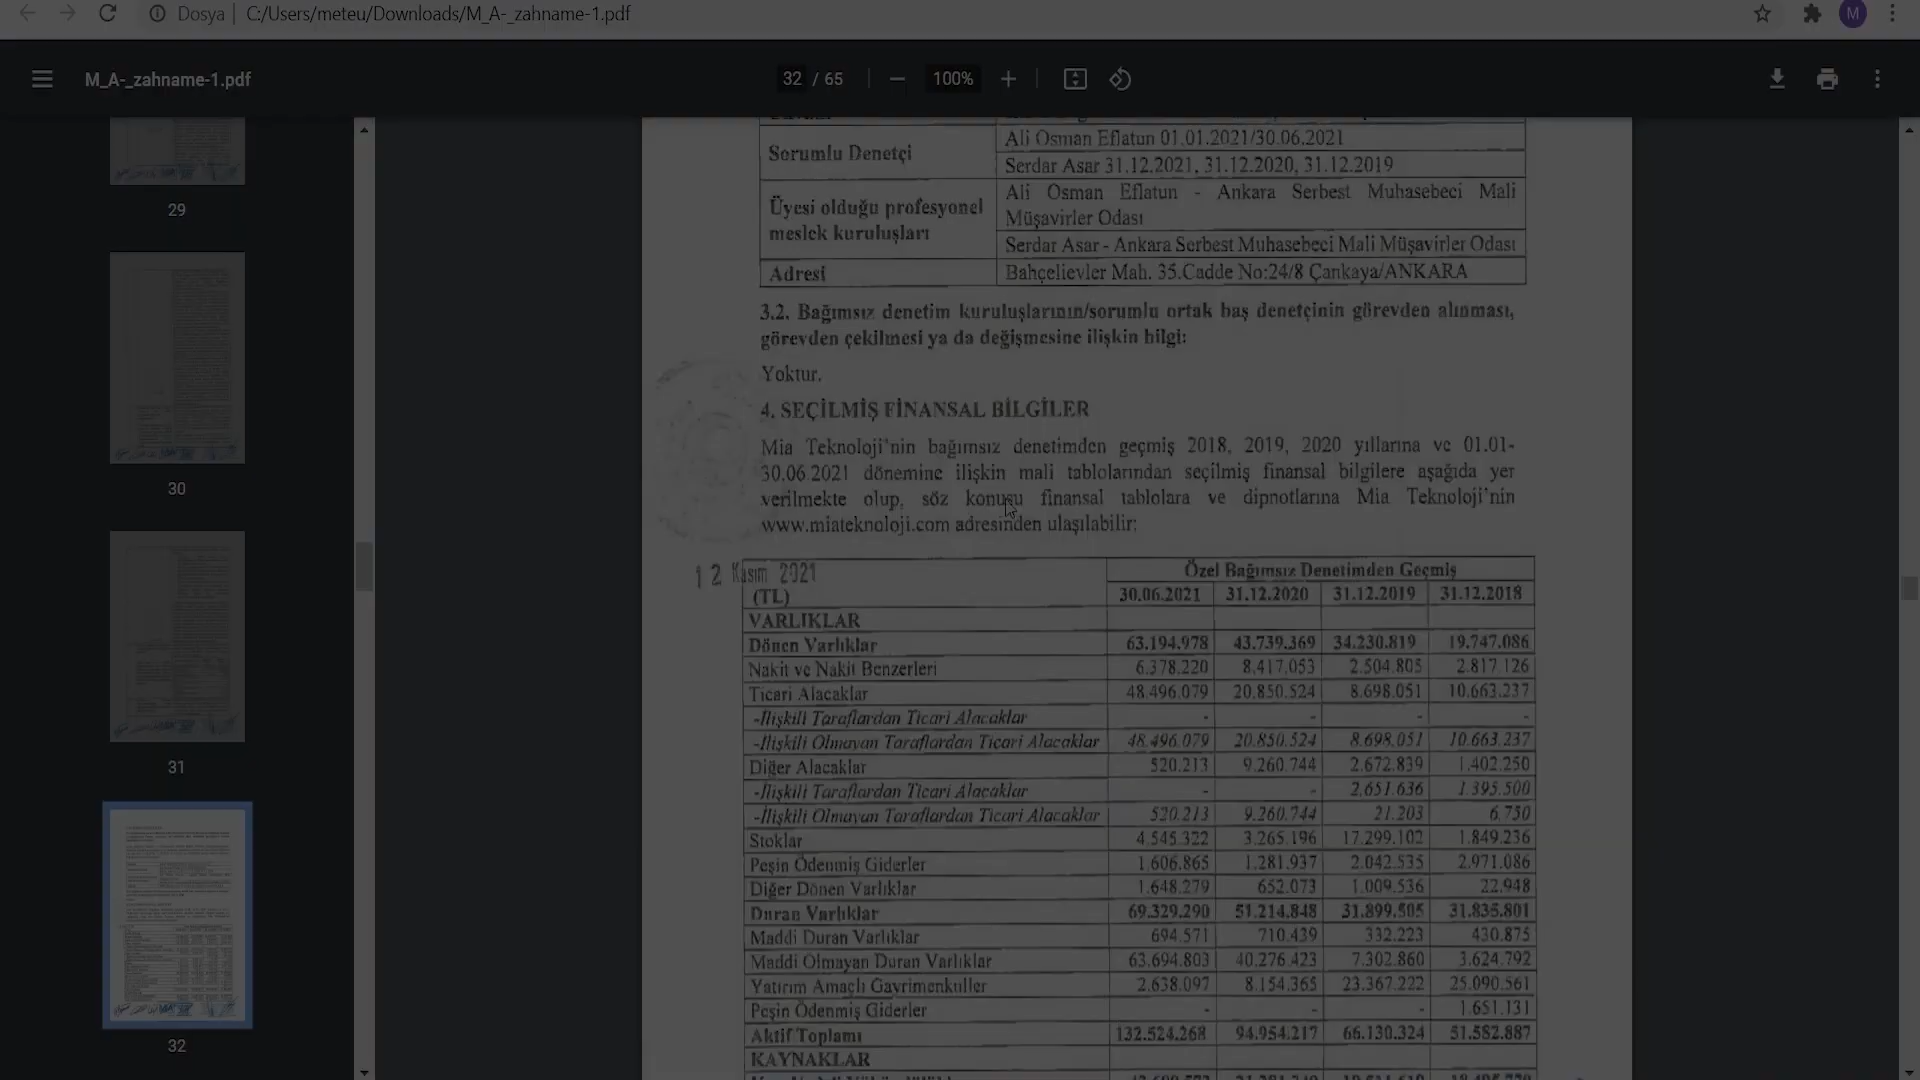 Dosya C:/Users/meteu/Downloads/M_A-_zahname-1.pdf M
M_A-_zahname-1.pdf 32 / 65 100%
29
30
31
32
Sorumlu Denetçi
Ali Osman Eflatun 01.01.2021/30.06.2021
Serdar Asar 31.12.2021, 31.12.2020, 31.12.2019
Üyesi olduğu profesyonel
meslek kuruluşları
Ali Osman Eflatun - Ankara Serbest Muhasebeci Mali
Müşavirler Odası
Serdar Asar - Ankara Serbest Muhasebeci Mali Müşavirler Odası
Adresi Bahçelievler Mah. 35.Cadde No:24/8 Çankaya/ANKARA
3.2. Bağımsız denetim kuruluşlarının/sorumlu ortak baş denetçinin görevden alınması,
görevden çekilmesi ya da değişmesine ilişkin bilgi:
Yoktur.
4. SEÇİLMİŞ FİNANSAL BİLGİLER
Mia Teknoloji'nin bağımsız denetimden geçmiş 2018, 2019, 2020 yıllarına ve 01.01-
30.06.2021 dönemine ilişkin mali tablolarından seçilmiş finansal bilgilere aşağıda yer
verilmekte olup, söz konusu finansal tablolara ve dipnotlarına Mia Teknoloji'nin
www.miateknoloji.com adresinden ulaşılabilir:
12 Kasım 2021
Özel Bağımsız Denetimden Geçmiş
(TL) 30.06.2021 31.12.2020 31.12.2019 31.12.2018
VARLIKLAR
Dönen Varlıklar 63.194.978 43.739.369 34.230.819 19.747.086
Nakit ve Nakit Benzerleri 6.378.220 8.417.053 2.504.805 2.817.126
Ticari Alacaklar 48.496.079 20.850.524 8.698.051 10.663.237
-İlişkili Taraflardan Ticari Alacaklar - - - -
-İlişkili Olmayan Taraflardan Ticari Alacaklar 48.496.079 20.850.524 8.698.051 10.663.237
Diğer Alacaklar 520.213 9.260.744 2.672.839 1.402.250
-İlişkili Taraflardan Ticari Alacaklar - - 2.651.636 1.395.500
-İlişkili Olmayan Taraflardan Ticari Alacaklar 520.213 9.260.744 21.203 6.750
Stoklar 4.545.322 3.265.196 17.299.102 1.849.236
Peşin Ödenmiş Giderler 1.606.865 1.281.937 2.042.535 2.971.086
Diğer Dönen Varlıklar 1.648.279 652.073 1.009.536 22.948
Duran Varlıklar 69.329.290 51.214.848 31.899.505 31.835.801
Maddi Duran Varlıklar 694.571 710.439 332.223 430.875
Maddi Olmayan Duran Varlıklar 63.694.803 40.276.423 7.302.860 3.624.792
Yatırım Amaçlı Gayrimenkuller 2.638.097 8.154.365 23.367.222 25.090.561
Peşin Ödenmiş Giderler - - - 1.651.131
Aktif Toplamı 132.524.268 94.954.217 66.130.324 51.582.887
KAYNAKLAR